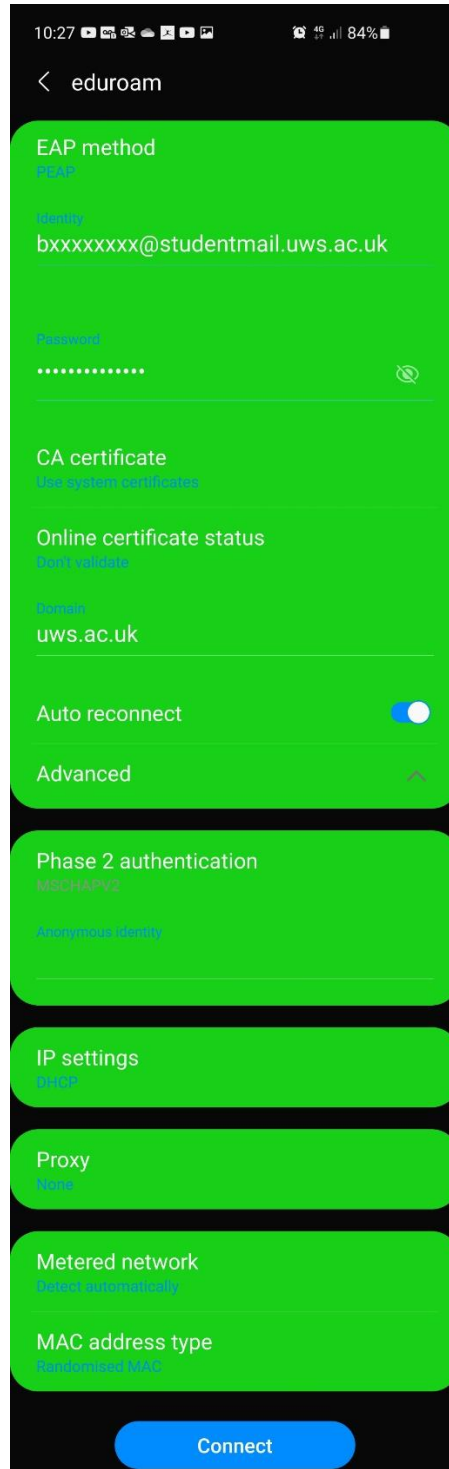 10:27 4G 84%
eduroam
EAP method
PEAP
Identity
bxxxxxxxx@studentmail.uws.ac.uk
Password
••••••••••••••
CA certificate
Use system certificates
Online certificate status
Don't validate
Domain
uws.ac.uk
Auto reconnect
Advanced
Phase 2 authentication
MSCHAPV2
Anonymous identity
IP settings
DHCP
Proxy
None
Metered network
Detect automatically
MAC address type
Randomised MAC
Connect